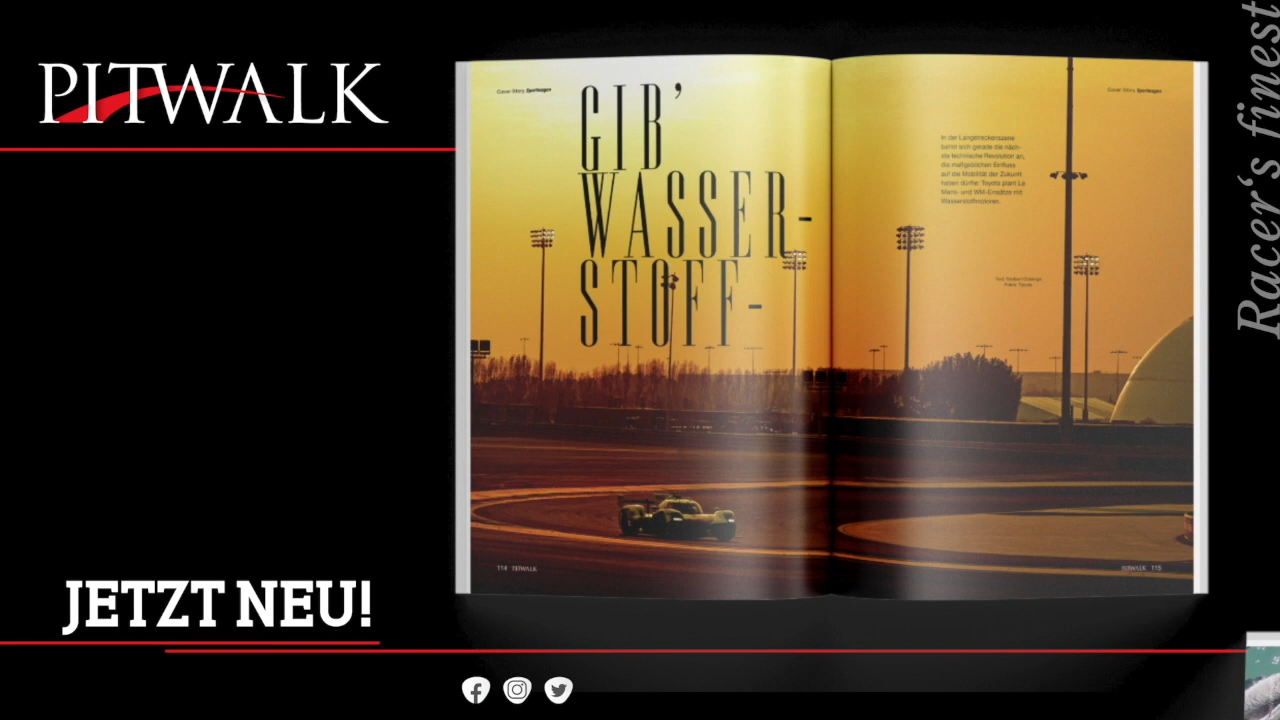 PITWALK
Racer's finest
Cover Story Sportwagen
GIB'
WASSER-
STOFF-
Cover Story Sportwagen
In der Langstreckenszene
bahnt sich gerade die näch-
ste technische Revolution an,
die maßgeblichen Einfluss
auf die Mobilität der Zukunft
haben dürfte: Toyota plant Le
Mans- und WM-Einsätze mit
Wasserstoffmotoren.
114 PITWALK
PITWALK 115
JETZT NEU!